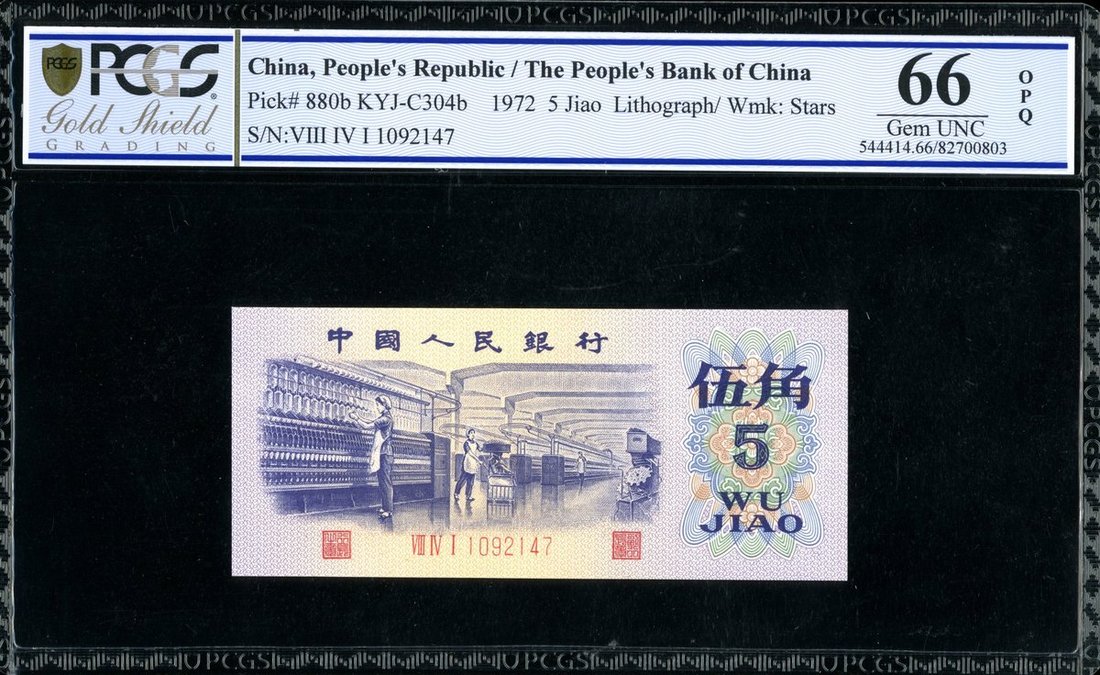 PCGS
PCGS
Gold Shield
GRADING
China, People's Republic / The People's Bank of China
Pick# 880b KYJ-C304b 1972 5 Jiao Lithograph/ Wmk: Stars
S/N:VIII IV I 1092147
66
Gem UNC
544414.66/82700803
OPQ
中國人民銀行
伍角
5
WU
JIAO
VIII IV I 1092147